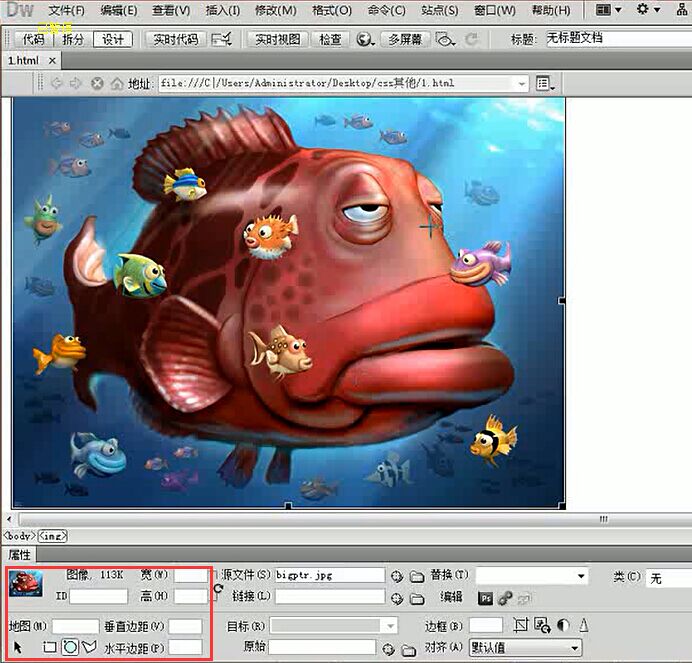 Dw 文件(F) 编辑(E) 查看(V) 插入(I) 修改(M) 格式(O) 命令(C) 站点(S) 窗口(W) 帮助(H)
代码 拆分 设计 实时代码 实时视图 检查 多屏幕 标题: 无标题文档
1.html ×
地址: file:///C|/Users/Administrator/Desktop/css其他/1.html
<body> <img>
属性
图像, 113K 宽(W) 源文件(S) bigptr.jpg 替换(T) 类(C) 无
ID 高(H) 链接(L) 编辑 Ps
地图(M) 垂直边距(V) 目标(R) 边框(B)
水平边距(P) 原始 对齐(A) 默认值